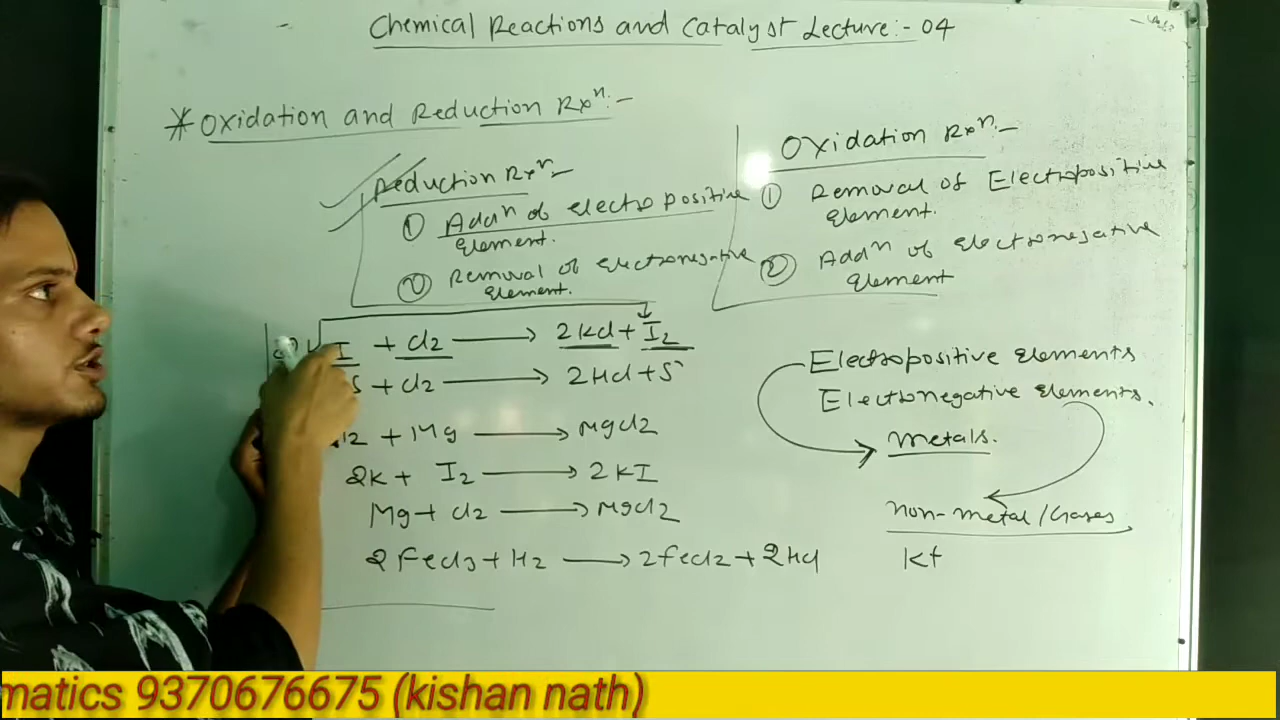 Chemical Reactions and Catalyst Lecture:- 04
*Oxidation and Reduction Rxⁿ:-
Reduction Rxⁿ:-
① Addⁿ of electropositive
element.
② Removal of electronegative
element.
Oxidation Rxⁿ:-
① Removal of Electropositive
element.
② Addⁿ of electronegative
element
I + Cl2 → 2KCl + I2
S + Cl2 → 2HCl + S
+ Mg → MgCl2
2K + I2 → 2KI
Mg + Cl2 → MgCl2
2FeCl3 + H2 → 2FeCl2 + 2HCl
Electropositive elements
Electronegative elements.
Metals.
non-metal/Gases
K+
matics 9370676675 (kishan nath)